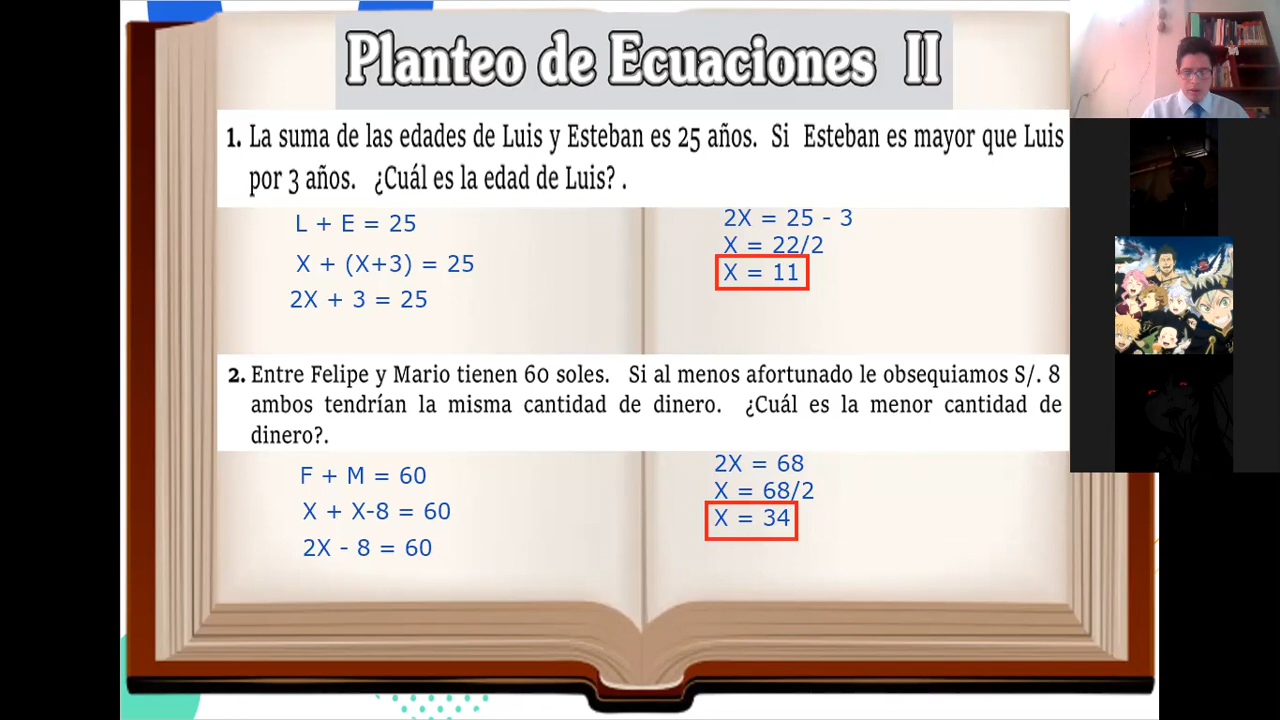 Planteo de Ecuaciones II
1. La suma de las edades de Luis y Esteban es 25 años. Si Esteban es mayor que Luis
por 3 años. ¿Cuál es la edad de Luis? .
L + E = 25
X + (X+3) = 25
2X + 3 = 25
2X = 25 - 3
X = 22/2
X = 11
2. Entre Felipe y Mario tienen 60 soles. Si al menos afortunado le obsequiamos S/. 8
ambos tendrían la misma cantidad de dinero. ¿Cuál es la menor cantidad de
dinero?.
F + M = 60
X + X-8 = 60
2X - 8 = 60
2X = 68
X = 68/2
X = 34